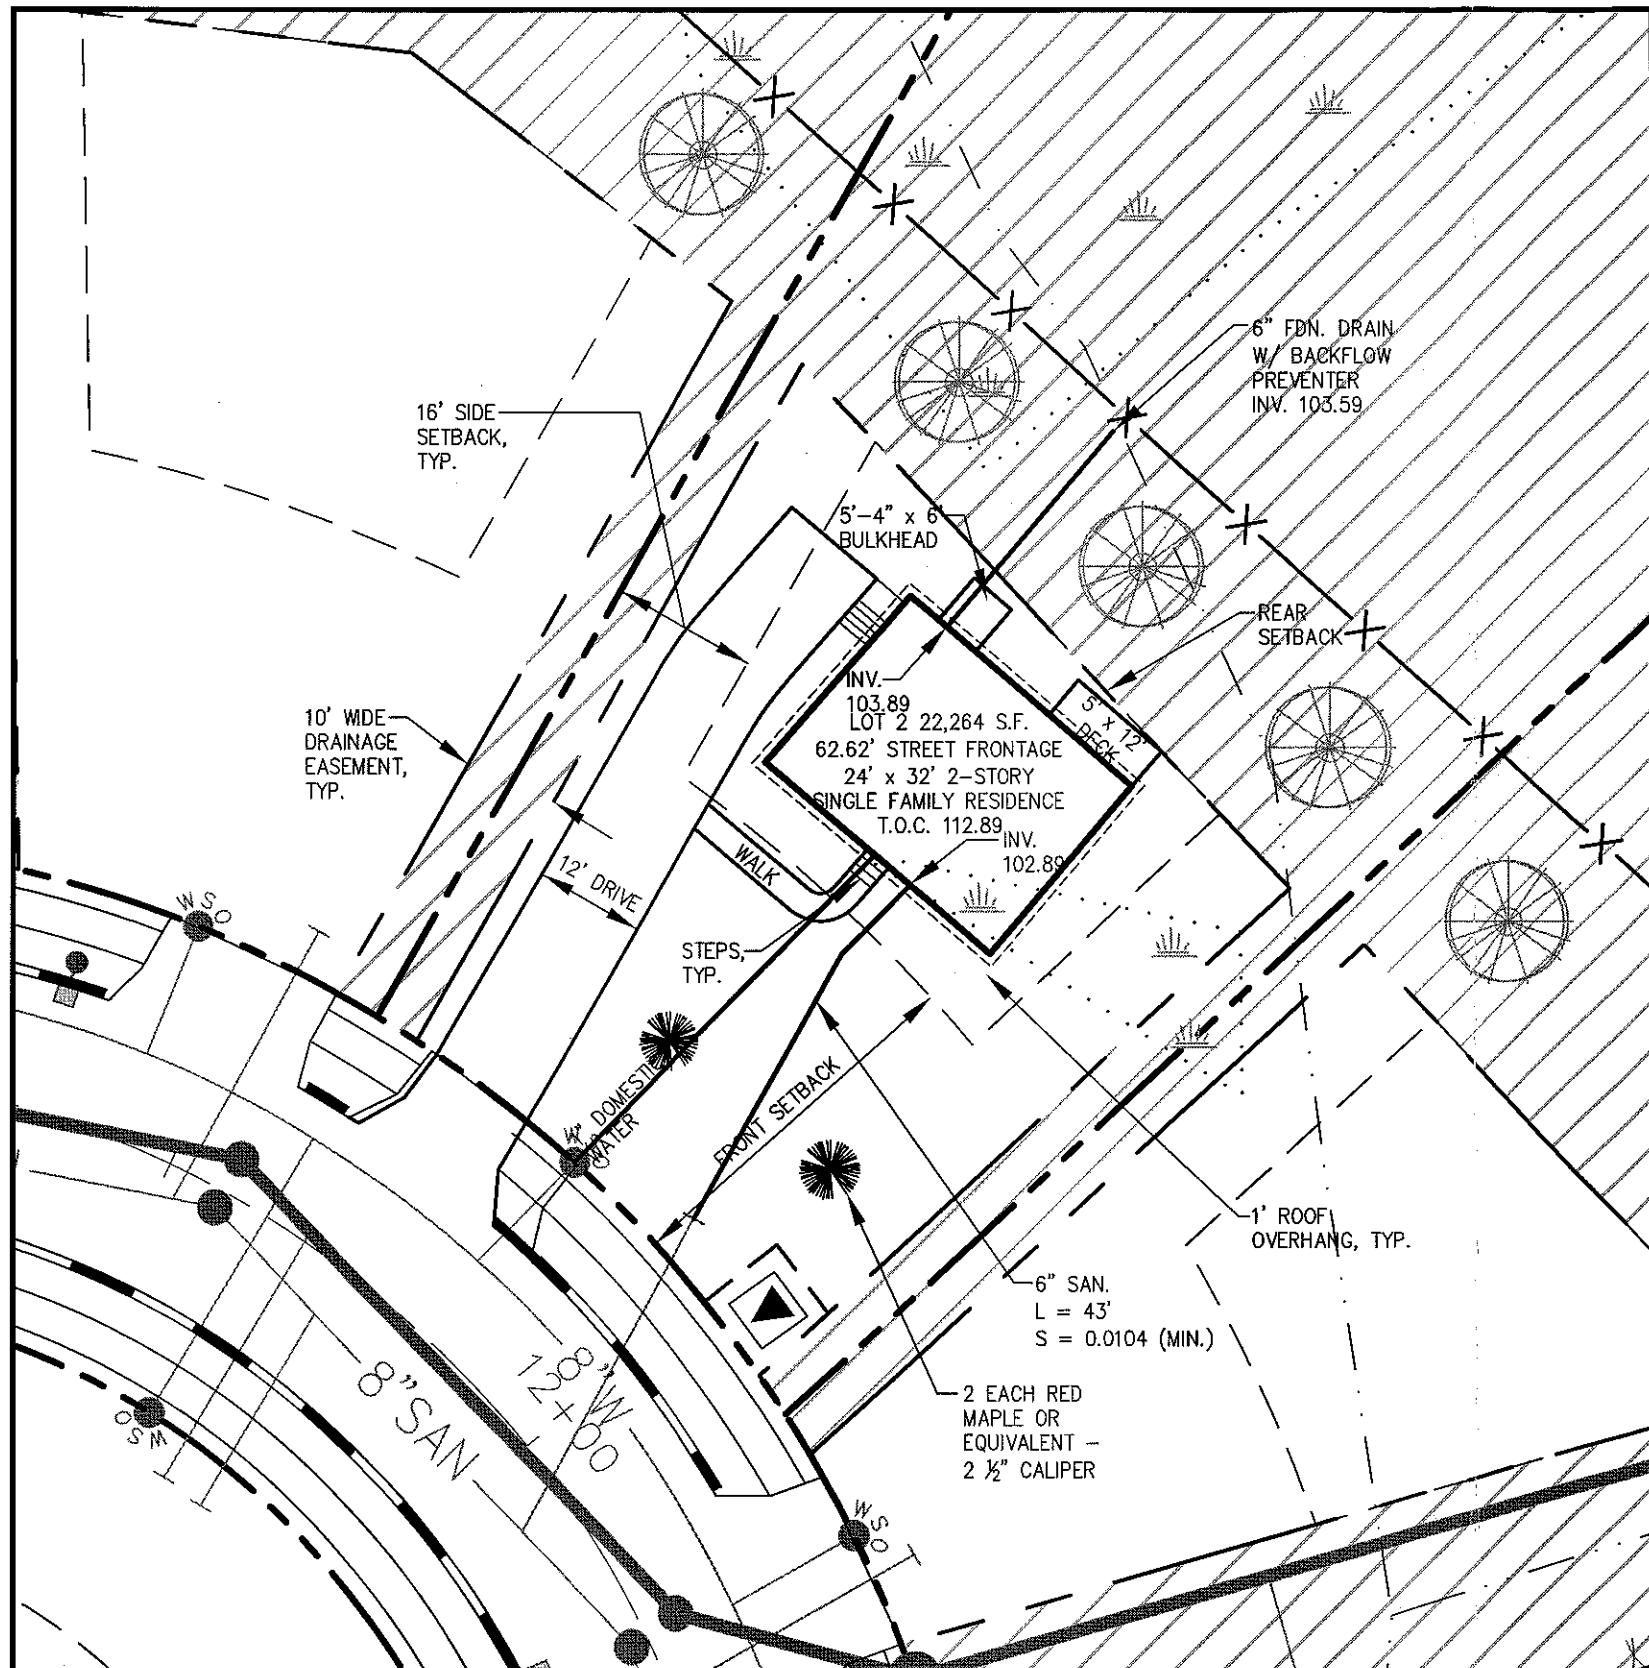 6" FDN. DRAIN
W/ BACKFLOW
PREVENTER
INV. 103.59
16' SIDE
SETBACK,
TYP.
5'-4" x 6'
BULKHEAD
REAR
SETBACK
INV.
103.89
10' WIDE
DRAINAGE
EASEMENT,
TYP.
5' x 12'
DECK
LOT 2 22,264 S.F.
62.62' STREET FRONTAGE
24' x 32' 2-STORY
SINGLE FAMILY RESIDENCE
T.O.C. 112.89
INV.
102.89
WALK
12' DRIVE
W S O
STEPS,
TYP.
DOMESTIC
WATER
W
FRONT SETBACK
1' ROOF
OVERHANG, TYP.
6" SAN.
L = 43'
S = 0.0104 (MIN.)
2 EACH RED
MAPLE OR
EQUIVALENT -
2 ½" CALIPER
8" W
12+00
8" SAN
W S O
W S O